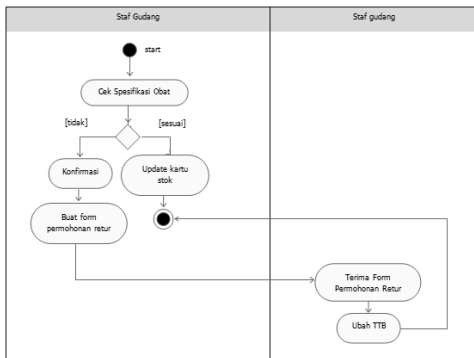 Staf Gudang
Staf gudang
start
Cek Spesifikasi Obat
[tidak]
[sesuai]
Konfirmasi
Update kartu
stok
Buat form
permohonan retur
Terima Form
Permohonan Retur
Ubah TTB